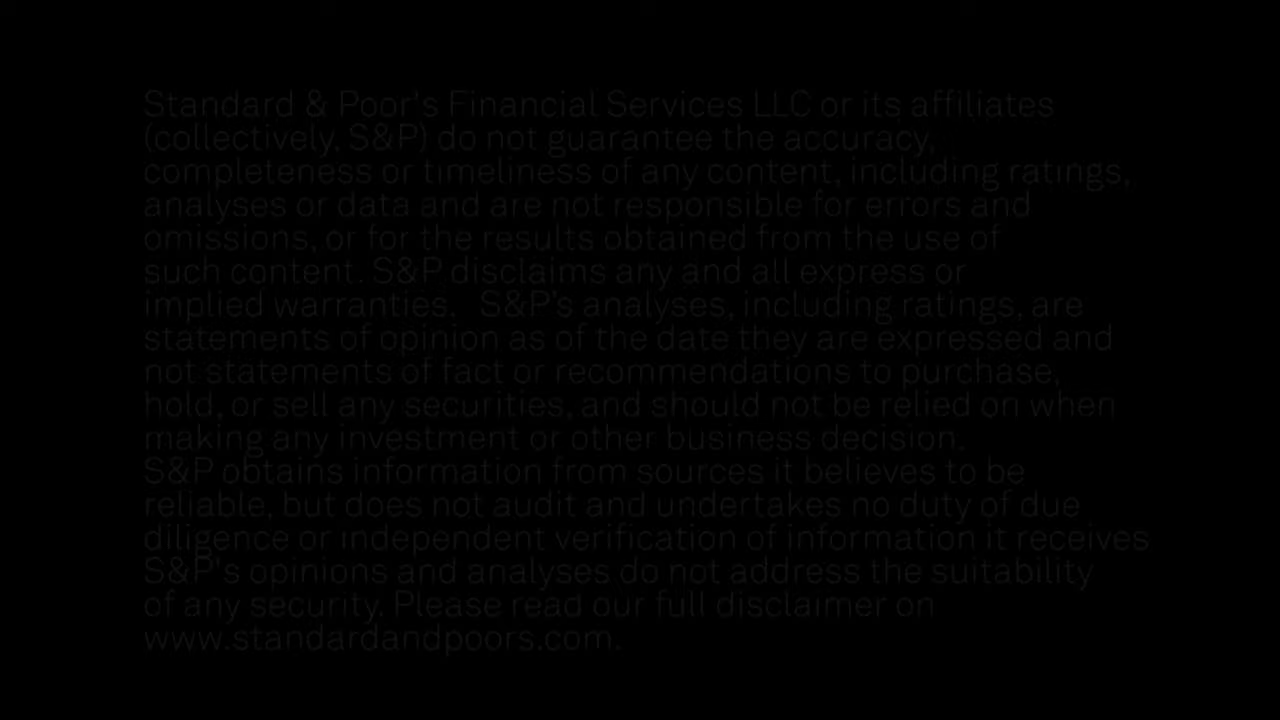 Standard & Poor's Financial Services LLC or its affiliates
(collectively, S&P) do not guarantee the accuracy,
completeness or timeliness of any content, including ratings,
analyses or data and are not responsible for errors and
omissions, or for the results obtained from the use of
such content. S&P disclaims any and all express or
implied warranties. S&P's analyses, including ratings, are
statements of opinion as of the date they are expressed and
not statements of fact or recommendations to purchase,
hold, or sell any securities, and should not be relied on when
making any investment or other business decision.
S&P obtains information from sources it believes to be
reliable, but does not audit and undertakes no duty of due
diligence or independent verification of information it receives
S&P's opinions and analyses do not address the suitability
of any security. Please read our full disclaimer on
www.standardandpoors.com.